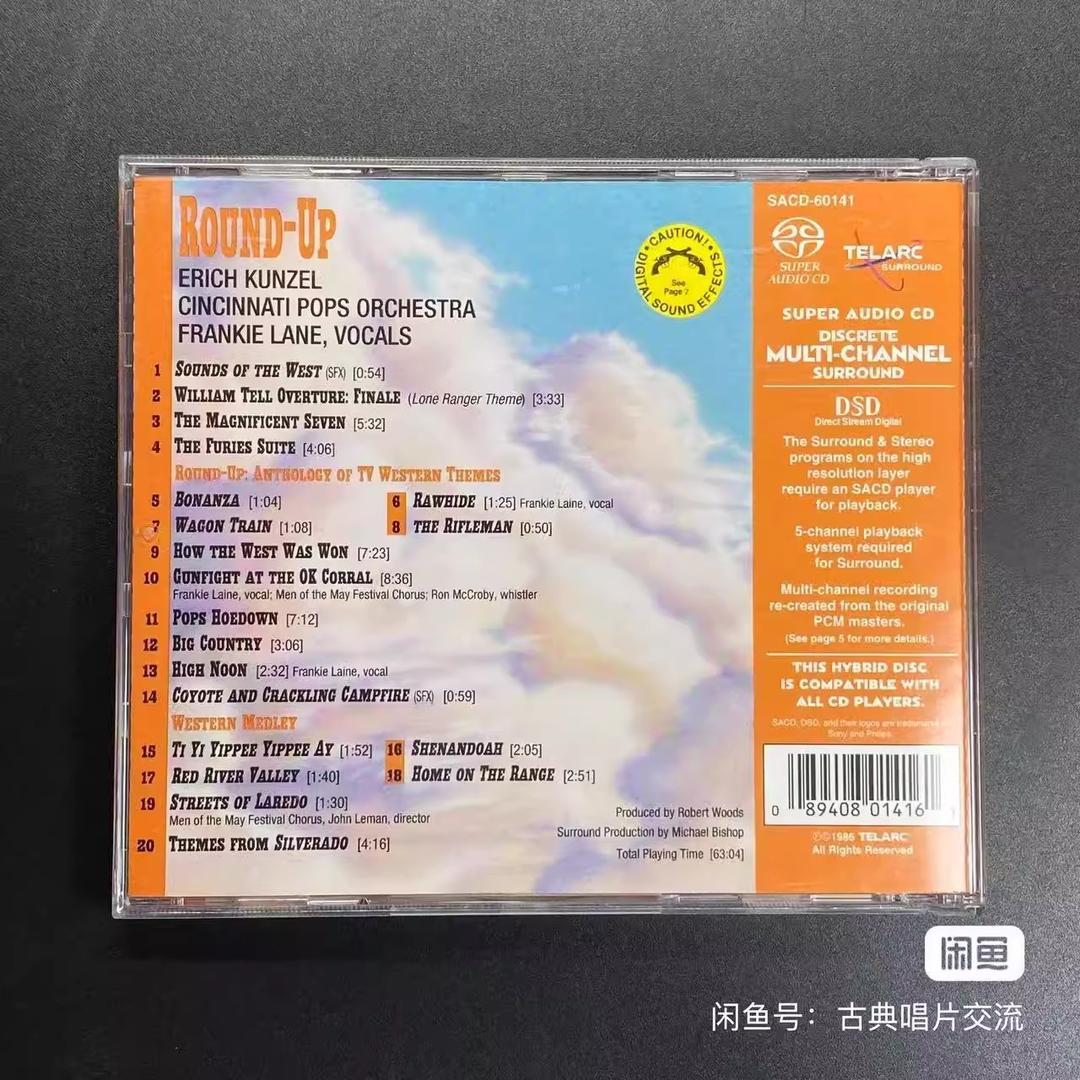 ROUND-UP
ERICH KUNZEL
CINCINNATI POPS ORCHESTRA
FRANKIE LANE, VOCALS
1 SOUNDS OF THE WEST (SFX) [0:54]
2 WILLIAM TELL OVERTURE: FINALE (Lone Ranger Theme) [3:33]
3 THE MAGNIFICENT SEVEN [5:32]
4 THE FURIES SUITE [4:06]
ROUND-UP: ANTHOLOGY OF TV WESTERN THEMES
5 BONANZA [1:04] 6 RAWHIDE [1:25] Frankie Laine, vocal
7 WAGON TRAIN [1:08] 8 THE RIFLEMAN [0:50]
9 HOW THE WEST WAS WON [7:23]
10 GUNFIGHT AT THE OK CORRAL [8:36]
Frankie Laine, vocal; Men of the May Festival Chorus; Ron McCroby, whistler
11 POPS HOEDOWN [7:12]
12 BIG COUNTRY [3:06]
13 HIGH NOON [2:32] Frankie Laine, vocal
14 COYOTE AND CRACKLING CAMPFIRE (SFX) [0:59]
WESTERN MEDLEY
15 TI YI YIPPEE YIPPEE AY [1:52] 16 SHENANDOAH [2:05]
17 RED RIVER VALLEY [1:40] 18 HOME ON THE RANGE [2:51]
19 STREETS OF LAREDO [1:30]
Men of the May Festival Chorus, John Leman, director
20 THEMES FROM SILVERADO [4:16]
Produced by Robert Woods
Surround Production by Michael Bishop
Total Playing Time [63:04]
• CAUTION! •
DIGITAL SOUND EFFECTS
See
Page 2
SACD-60141
SUPER
AUDIO CD
TELARC
SURROUND
SUPER AUDIO CD
DISCRETE
MULTI-CHANNEL
SURROUND
DSD
Direct Stream Digital
The Surround & Stereo
programs on the high
resolution layer
require an SACD player
for playback.
5-channel playback
system required
for Surround.
Multi-channel recording
re-created from the original
PCM masters.
(See page 5 for more details.)
THIS HYBRID DISC
IS COMPATIBLE WITH
ALL CD PLAYERS.
SACD, DSD, and their logos are trademarks of
Sony and Philips.
0 89408 01416
℗©1986 TELARC
All Rights Reserved
闲鱼
闲鱼号：古典唱片交流